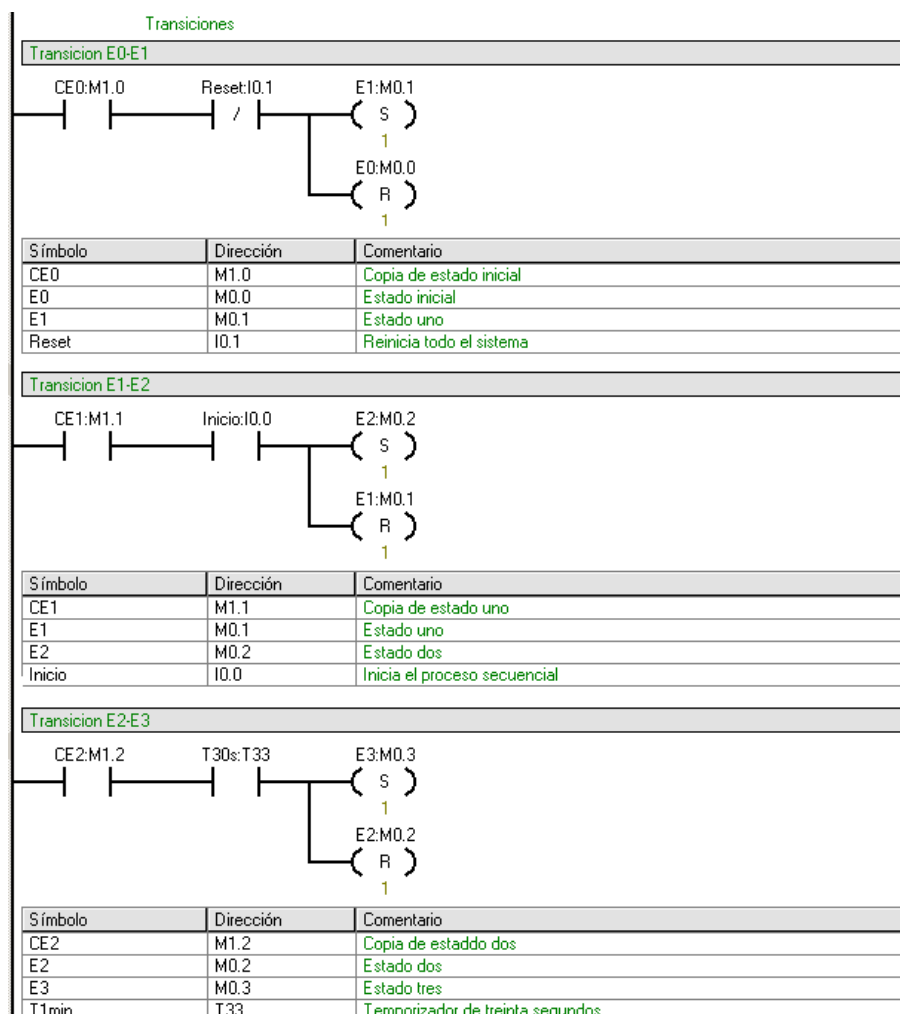 Transiciones
Transicion E0-E1
CE0:M1.0 Reset:I0.1 E1:M0.1
/ S
1
E0:M0.0
R
1
Símbolo Dirección Comentario
CE0 M1.0 Copia de estado inicial
E0 M0.0 Estado inicial
E1 M0.1 Estado uno
Reset I0.1 Reinicia todo el sistema
Transicion E1-E2
CE1:M1.1 Inicio:I0.0 E2:M0.2
S
1
E1:M0.1
R
1
Símbolo Dirección Comentario
CE1 M1.1 Copia de estado uno
E1 M0.1 Estado uno
E2 M0.2 Estado dos
Inicio I0.0 Inicia el proceso secuencial
Transicion E2-E3
CE2:M1.2 T30s:T33 E3:M0.3
S
1
E2:M0.2
R
1
Símbolo Dirección Comentario
CE2 M1.2 Copia de estaddo dos
E2 M0.2 Estado dos
E3 M0.3 Estado tres
T1min T33 Temporizador de treinta segundos